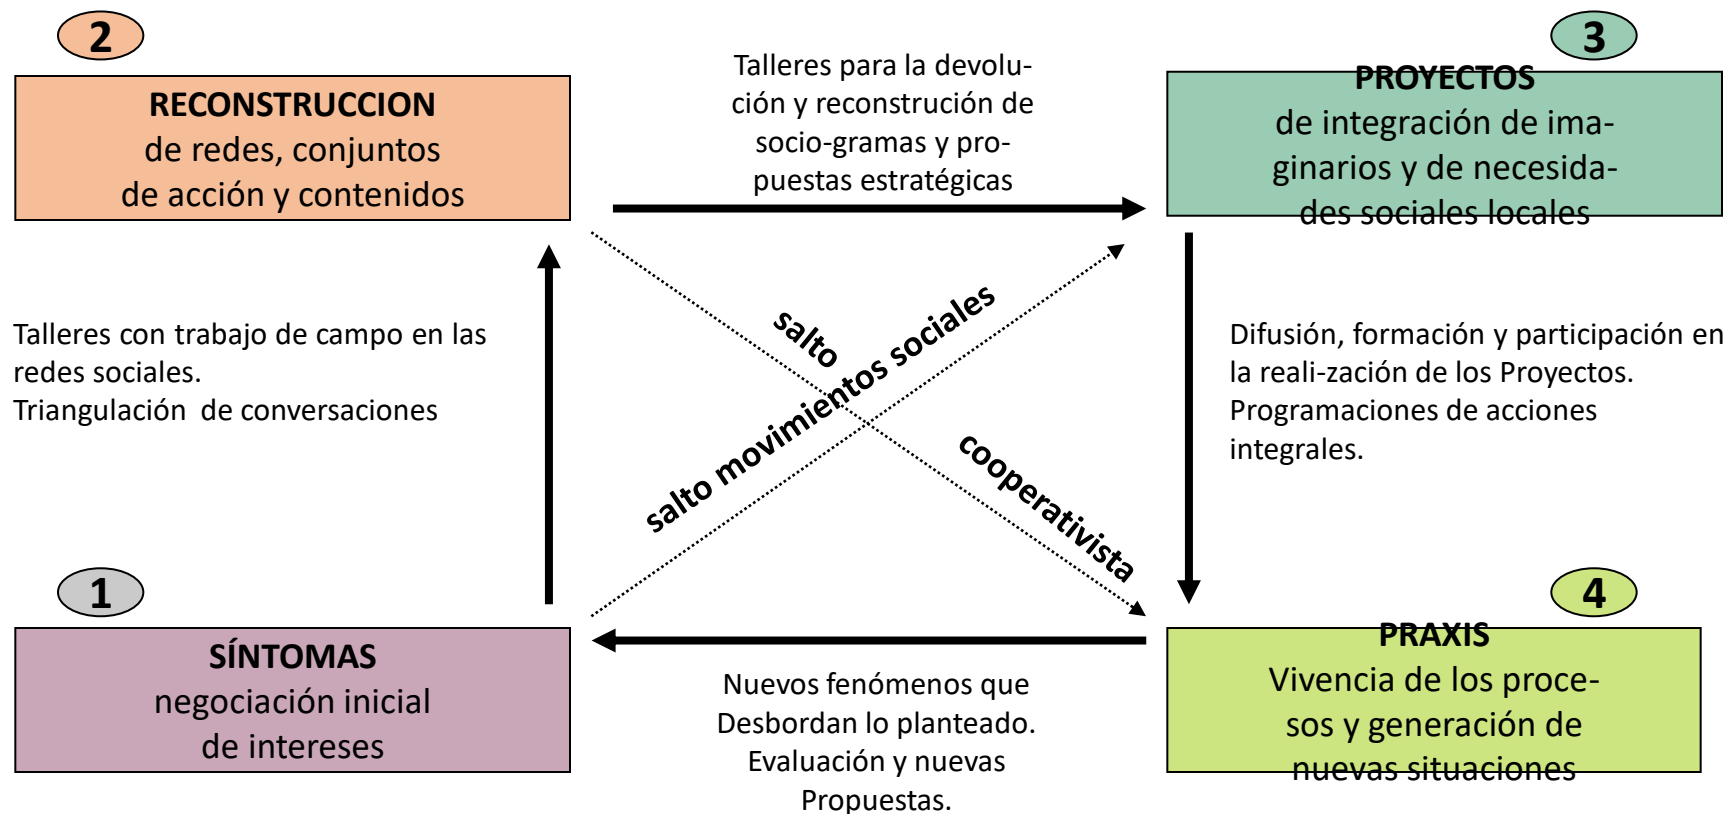 2
RECONSTRUCCION
de redes, conjuntos
de acción y contenidos
Talleres para la devolu-
ción y reconstrución de
socio-gramas y pro-
puestas estratégicas
3
PROYECTOS
de integración de ima-
ginarios y de necesida-
des sociales locales
Talleres con trabajo de campo en las
redes sociales.
Triangulación de conversaciones
salto
cooperativista
salto movimientos sociales
Difusión, formación y participación en
la reali-zación de los Proyectos.
Programaciones de acciones
integrales.
1
SÍNTOMAS
negociación inicial
de intereses
Nuevos fenómenos que
Desbordan lo planteado.
Evaluación y nuevas
Propuestas.
4
PRAXIS
Vivencia de los proce-
sos y generación de
nuevas situaciones